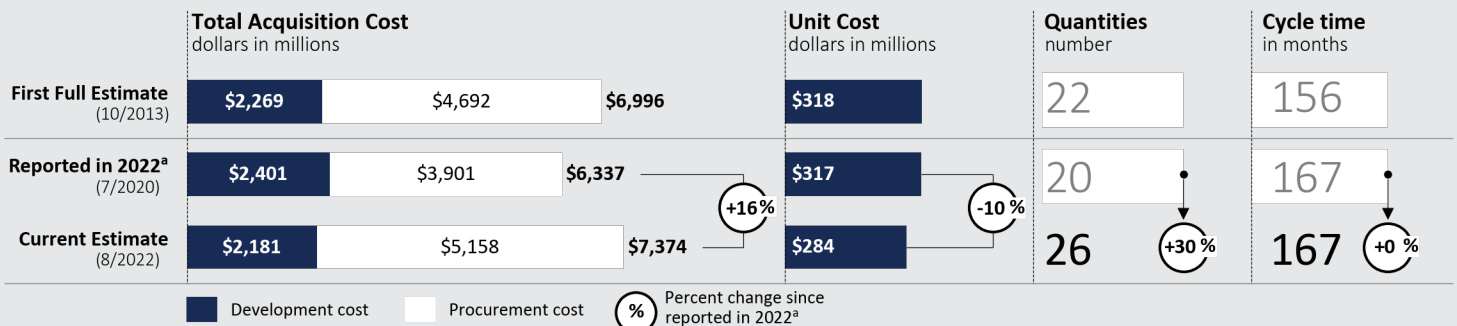 Total Acquisition Cost
dollars in millions
Unit Cost
dollars in millions
Quantities
number
Cycle time
in months
First Full Estimate
(10/2013)
$2,269 $4,692 $6,996 $318 22 156
Reported in 2022a
(7/2020)
$2,401 $3,901 $6,337 $317 20 167
+16% -10 %
Current Estimate
(8/2022)
$2,181 $5,158 $7,374 $284 26 +30 % 167 +0 %
Development cost Procurement cost % Percent change since
reported in 2022a